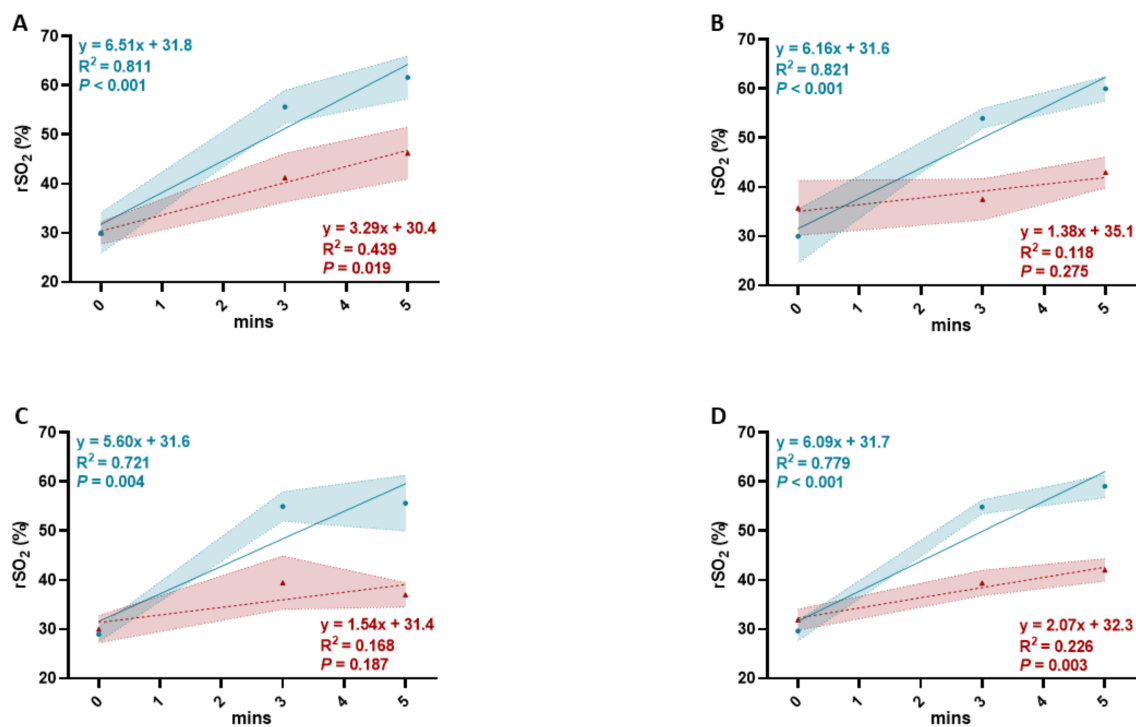 A
y = 6.51x + 31.8
R² = 0.811
P < 0.001
y = 3.29x + 30.4
R² = 0.439
P = 0.019
rSO₂ (%)
70
60
50
40
30
20
0 1 2 3 4 5
mins
B
y = 6.16x + 31.6
R² = 0.821
P < 0.001
y = 1.38x + 35.1
R² = 0.118
P = 0.275
rSO₂ (%)
70
60
50
40
30
20
0 1 2 3 4 5
mins
C
y = 5.60x + 31.6
R² = 0.721
P = 0.004
y = 1.54x + 31.4
R² = 0.168
P = 0.187
rSO₂ (%)
70
60
50
40
30
20
0 1 2 3 4 5
mins
D
y = 6.09x + 31.7
R² = 0.779
P < 0.001
y = 2.07x + 32.3
R² = 0.226
P = 0.003
rSO₂ (%)
70
60
50
40
30
20
0 1 2 3 4 5
mins